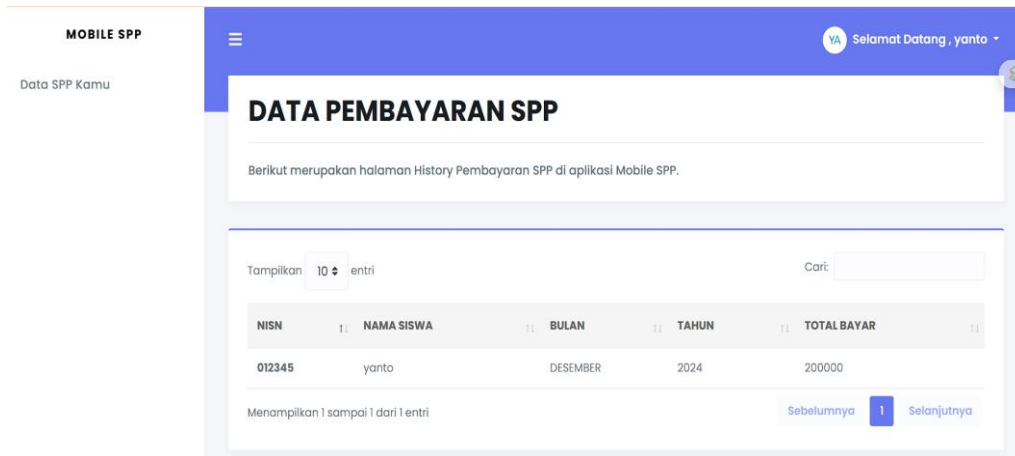 MOBILE SPP
YA Selamat Datang , yanto
Data SPP Kamu
DATA PEMBAYARAN SPP
Berikut merupakan halaman History Pembayaran SPP di aplikasi Mobile SPP.
Tampilkan 10 entri
Cari:
NISN NAMA SISWA BULAN TAHUN TOTAL BAYAR
012345 yanto DESEMBER 2024 200000
Menampilkan 1 sampai 1 dari 1 entri
Sebelumnya 1 Selanjutnya